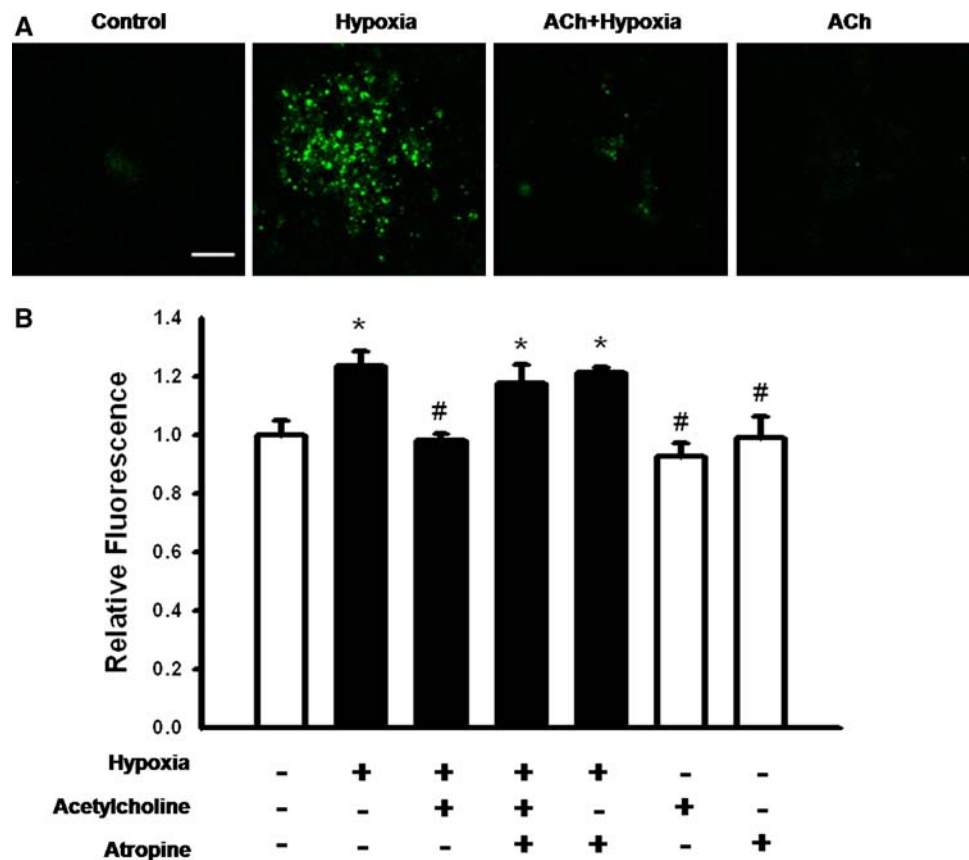 A
Control Hypoxia ACh+Hypoxia ACh
B
Relative Fluorescence
1.4
1.2
1.0
0.8
0.6
0.4
0.2
0.0
* # * * # #
Hypoxia - + + + + - -
Acetylcholine - - + + - + -
Atropine - - - + + - +